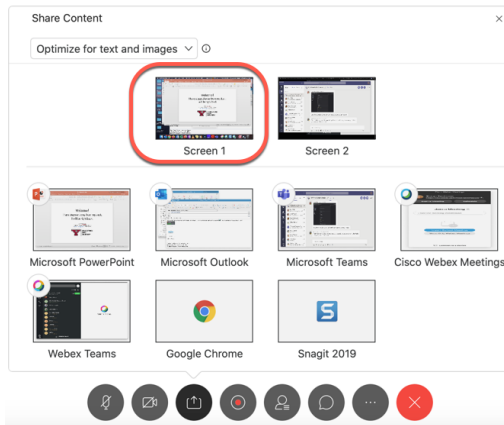 Share Content
Optimize for text and images
Screen 1
Screen 2
Microsoft PowerPoint
Microsoft Outlook
Microsoft Teams
Cisco Webex Meetings
Webex Teams
Google Chrome
Snagit 2019